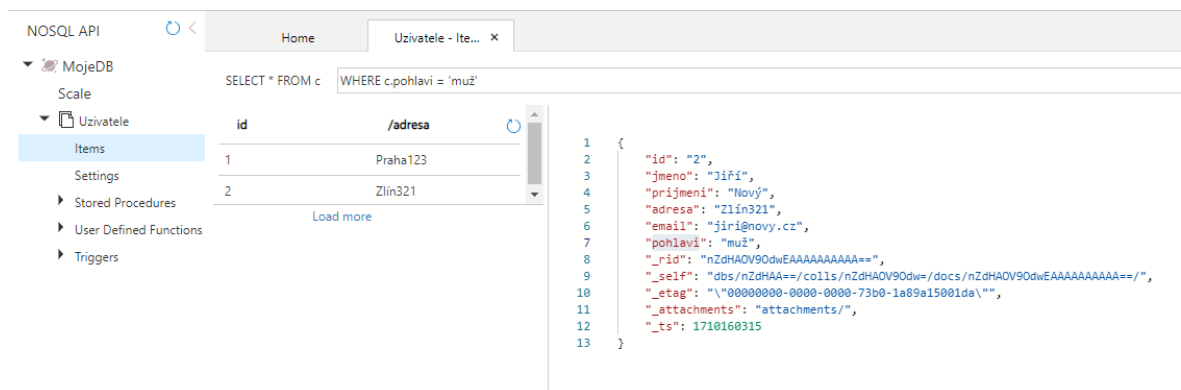 NOSQL API
MojeDB
Scale
Uzivatele
Items
Settings
Stored Procedures
User Defined Functions
Triggers
Home
Uzivatele - Ite...
SELECT * FROM c WHERE c.pohlavi = 'muž'
id /adresa
1 Praha123
2 Zlín321
Load more
1 {
2 "id": "2",
3 "jmeno": "Jiří",
4 "prijmeni": "Nový",
5 "adresa": "Zlín321",
6 "email": "jiri@novy.cz",
7 "pohlavi": "muž",
8 "_rid": "nZdHAOV9OdwEAAAAAAAAAA==",
9 "_self": "dbs/nZdHAA==/colls/nZdHAOV9Odw=/docs/nZdHAOV9OdwEAAAAAAAAAA==/",
10 "_etag": "\"00000000-0000-0000-73b0-1a89a15001da\"",
11 "_attachments": "attachments/",
12 "_ts": 1710160315
13 }